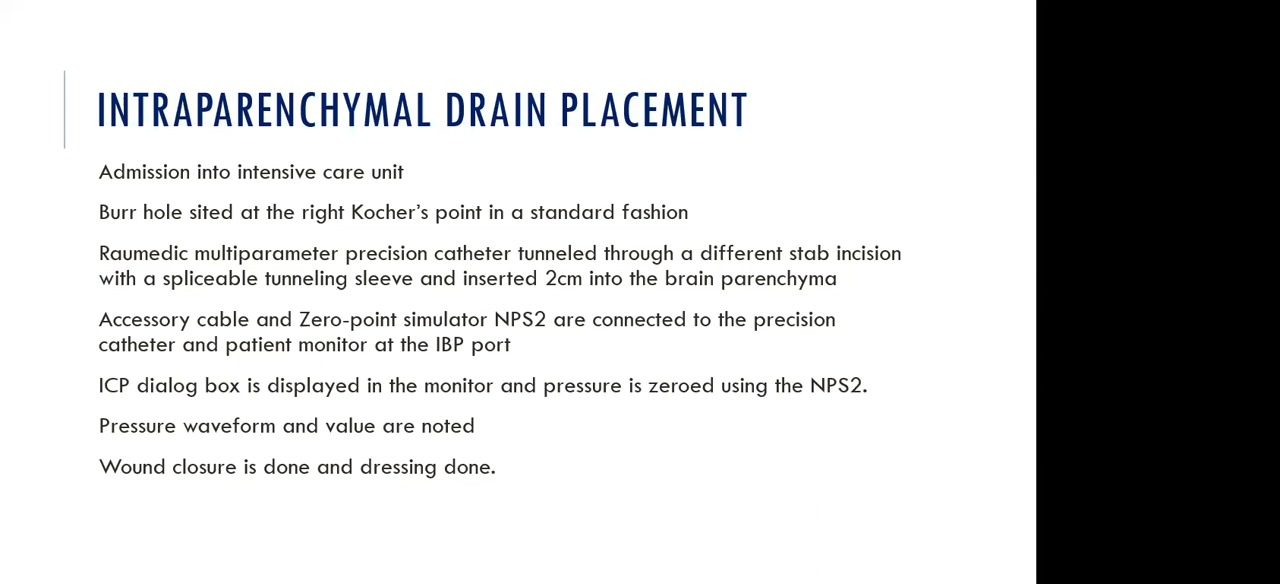 INTRAPARENCHYMAL DRAIN PLACEMENT
Admission into intensive care unit
Burr hole sited at the right Kocher’s point in a standard fashion
Raumedic multiparameter precision catheter tunneled through a different stab incision
with a spliceable tunneling sleeve and inserted 2cm into the brain parenchyma
Accessory cable and Zero-point simulator NPS2 are connected to the precision
catheter and patient monitor at the IBP port
ICP dialog box is displayed in the monitor and pressure is zeroed using the NPS2.
Pressure waveform and value are noted
Wound closure is done and dressing done.